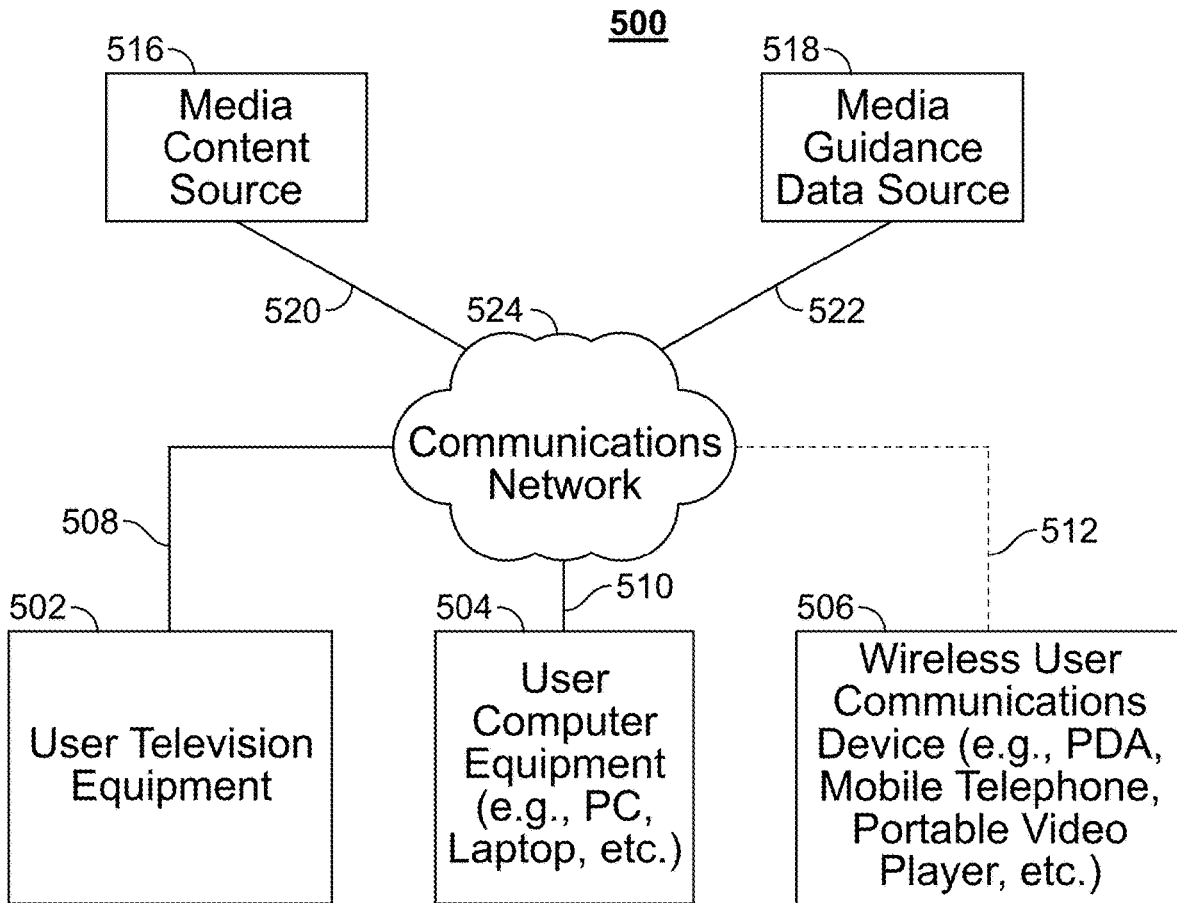 500
516
Media
Content
Source
518
Media
Guidance
Data Source
520
522
524
Communications
Network
508
510
512
502
User Television
Equipment
504
User
Computer
Equipment
(e.g., PC,
Laptop, etc.)
506
Wireless User
Communications
Device (e.g., PDA,
Mobile Telephone,
Portable Video
Player, etc.)